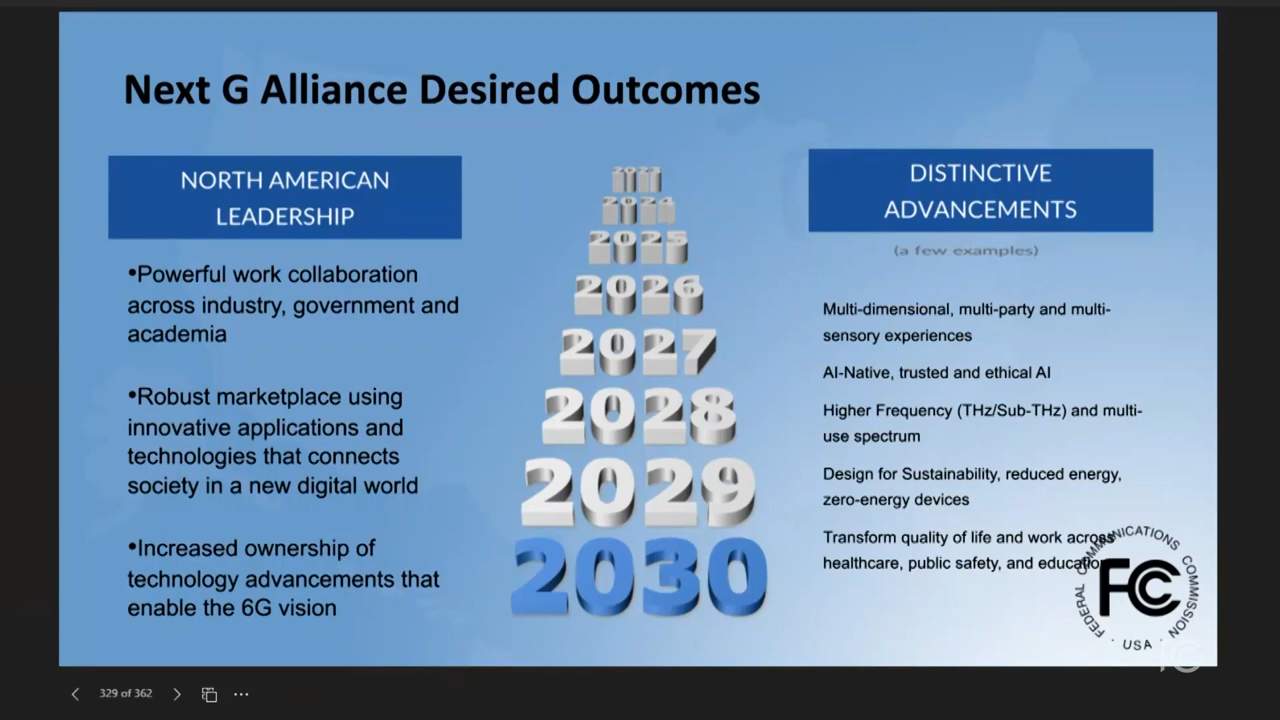 Next G Alliance Desired Outcomes
NORTH AMERICAN
LEADERSHIP
•Powerful work collaboration
across industry, government and
academia
•Robust marketplace using
innovative applications and
technologies that connects
society in a new digital world
•Increased ownership of
technology advancements that
enable the 6G vision
2024
2025
2026
2027
2028
2029
2030
DISTINCTIVE
ADVANCEMENTS
(a few examples)
Multi-dimensional, multi-party and multi-
sensory experiences
AI-Native, trusted and ethical AI
Higher Frequency (THz/Sub-THz) and multi-
use spectrum
Design for Sustainability, reduced energy,
zero-energy devices
Transform quality of life and work across
healthcare, public safety, and education
FEDERAL COMMUNICATIONS COMMISSION
FCC
· USA ·
329 of 362